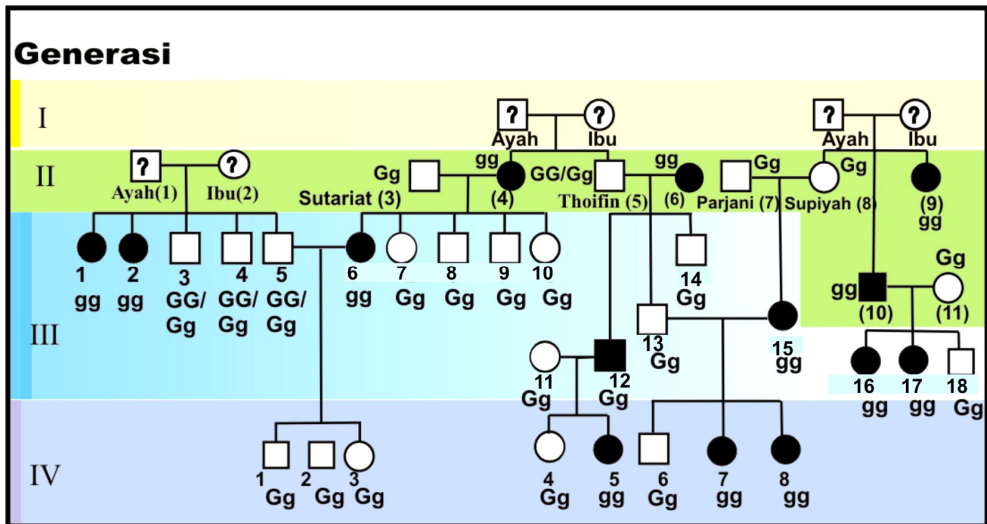 Generasi
I
? ? ? ?
Ayah Ibu Ayah Ibu
II
? ?
Ayah(1) Ibu(2)
Gg gg GG/Gg gg Gg Gg
Sutariat (3) (4) Thoifin (5) (6) Parjani (7) Supiyah (8) (9)
gg
III
1 2 3 4 5 6 7 8 9 10 14
gg gg GG/ GG/ GG/ gg Gg Gg Gg Gg Gg
Gg Gg Gg
Gg
gg (10) (11)
13 15
Gg gg
11 12 16 17 18
Gg Gg gg gg Gg
IV
1 2 3 4 5 6 7 8
Gg Gg Gg Gg gg Gg gg gg